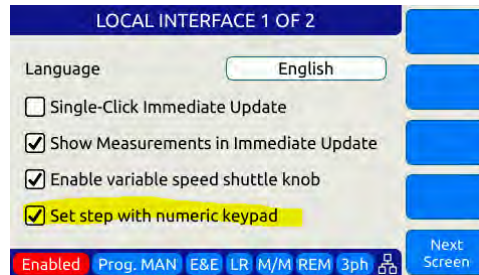 LOCAL INTERFACE 1 OF 2
Language English
Single-Click Immediate Update
Show Measurements in Immediate Update
Enable variable speed shuttle knob
Set step with numeric keypad
Enabled Prog. MAN E&E LR M/M REM 3ph
Next
Screen